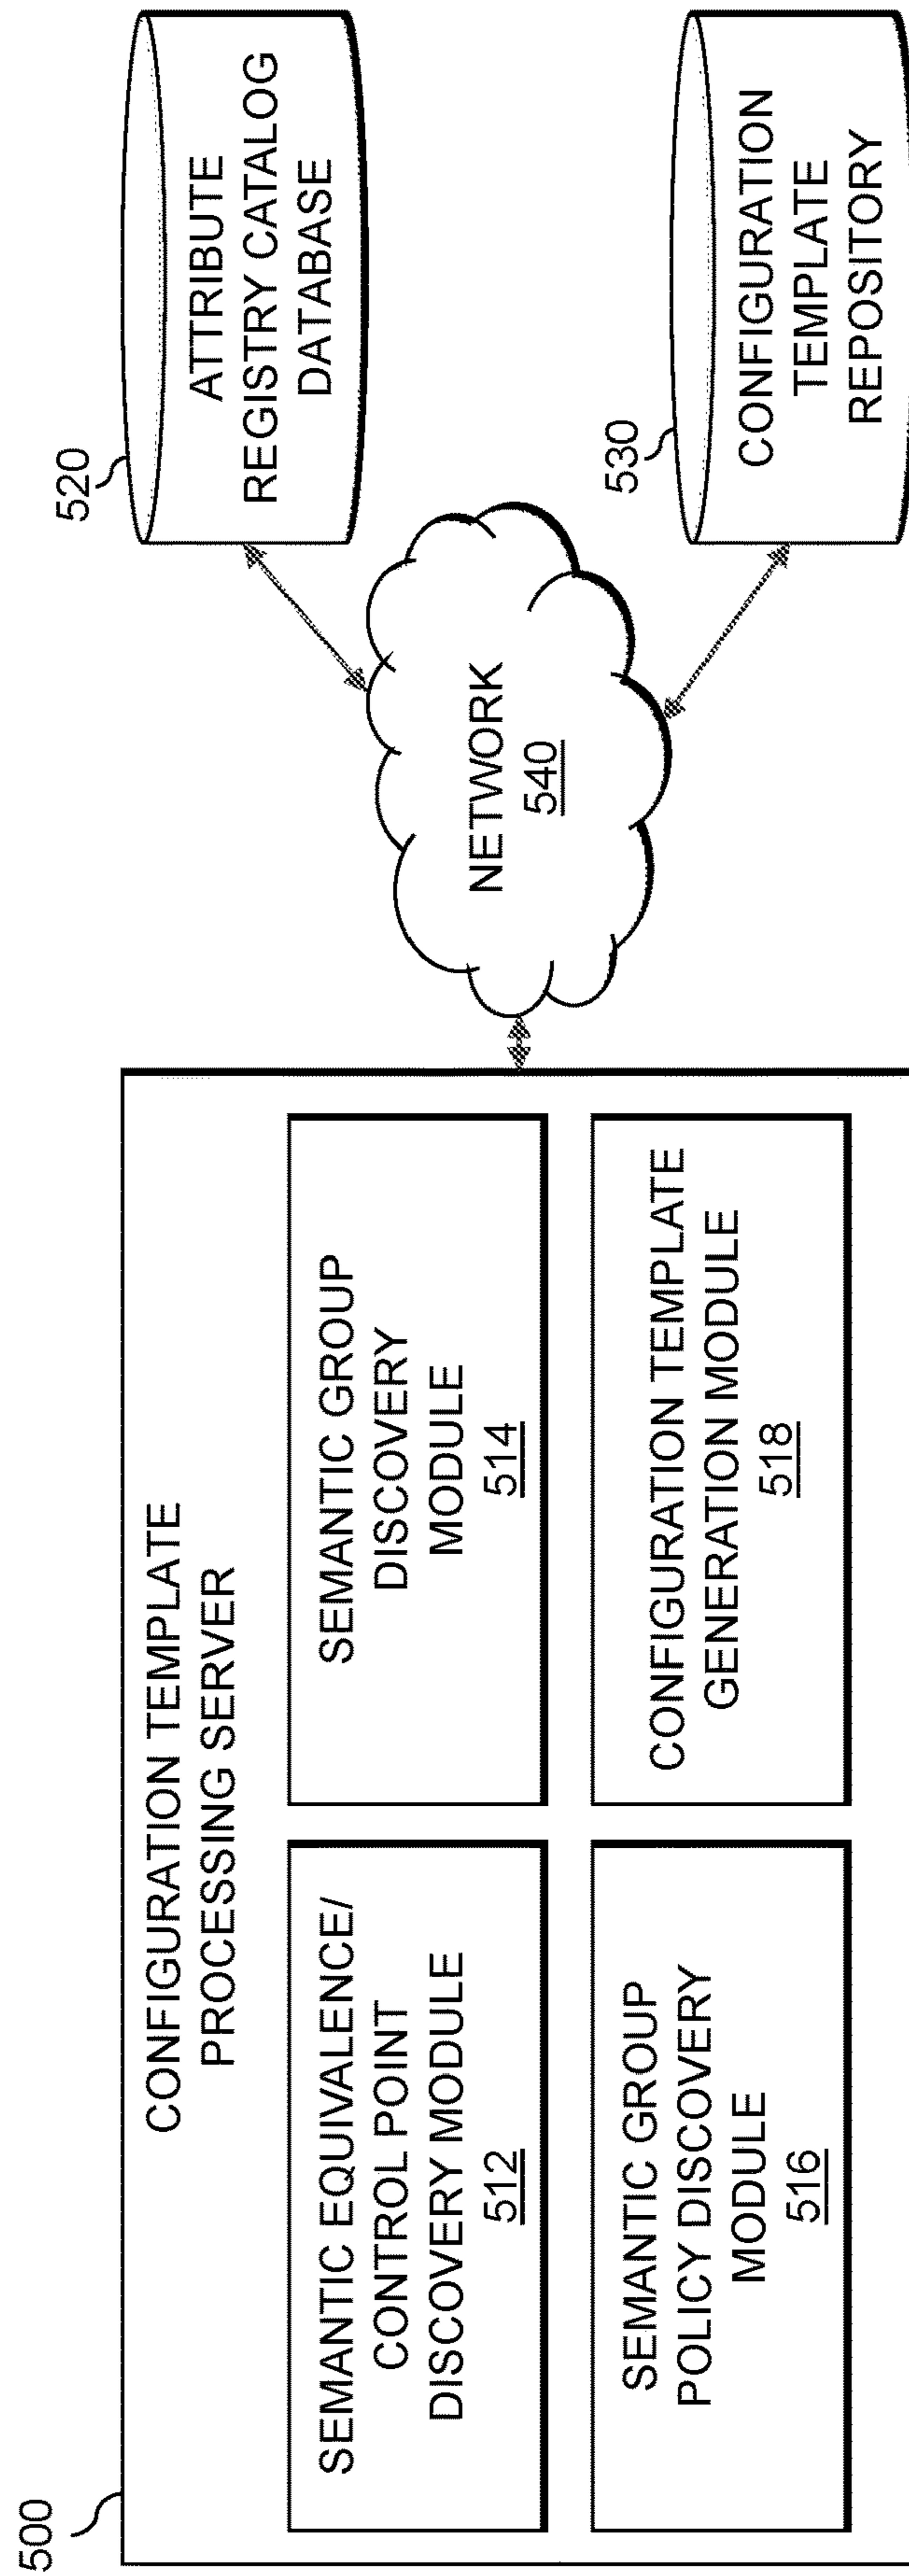 500
CONFIGURATION TEMPLATE
PROCESSING SERVER
SEMANTIC EQUIVALENCE/
CONTROL POINT
DISCOVERY MODULE
512
SEMANTIC GROUP
DISCOVERY
MODULE
514
SEMANTIC GROUP
POLICY DISCOVERY
MODULE
516
CONFIGURATION TEMPLATE
GENERATION MODULE
518
NETWORK
540
520
ATTRIBUTE
REGISTRY CATALOG
DATABASE
530
CONFIGURATION
TEMPLATE
REPOSITORY